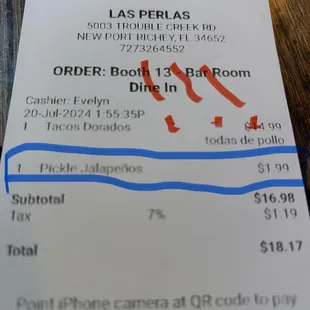 LAS PERLAS
5003 TROUBLE CREEK RD
NEW PORT RICHEY, FL 34652
7273264552
ORDER: Booth 13 - Bar Room
Dine In
Cashier: Evelyn
20-Jul-2024 1:55:35P
1 Tacos Dorados $14.99
todas de pollo
1 Pickle Jalapeños $1.99
Subtotal $16.98
Tax 7% $1.19
Total $18.17
Point iPhone camera at QR code to pay